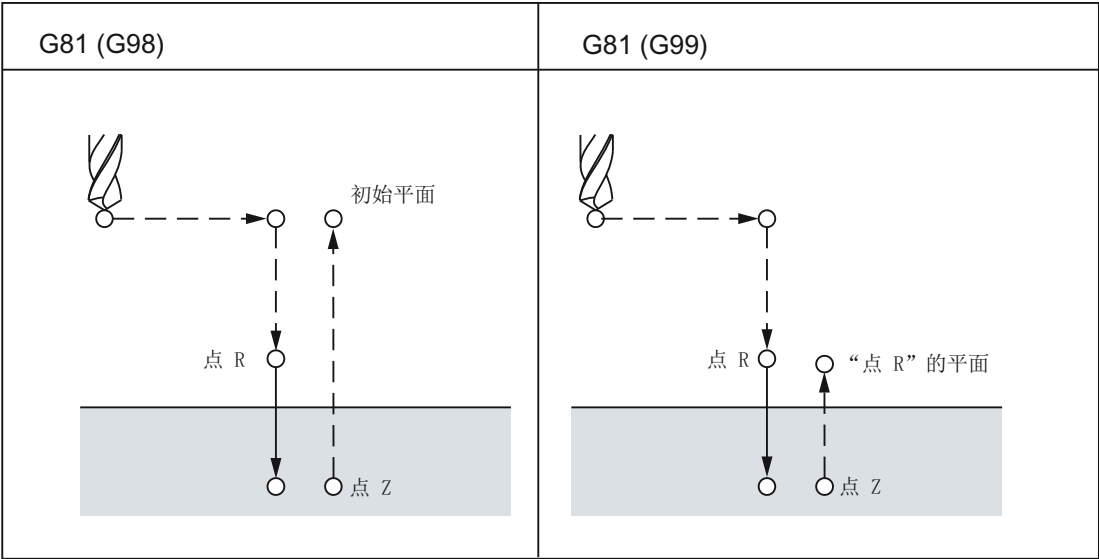 G81 (G98)
G81 (G99)
初始平面
点 R
点 Z
点 R
“点 R”的平面
点 Z